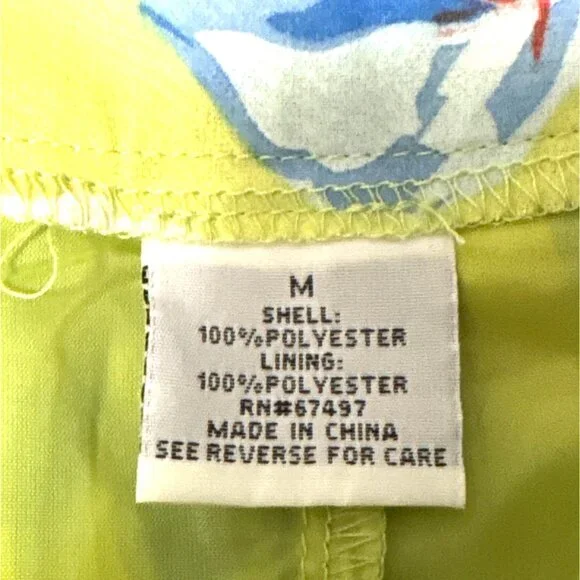 M
SHELL:
100%POLYESTER
LINING:
100%POLYESTER
RN#67497
MADE IN CHINA
SEE REVERSE FOR CARE